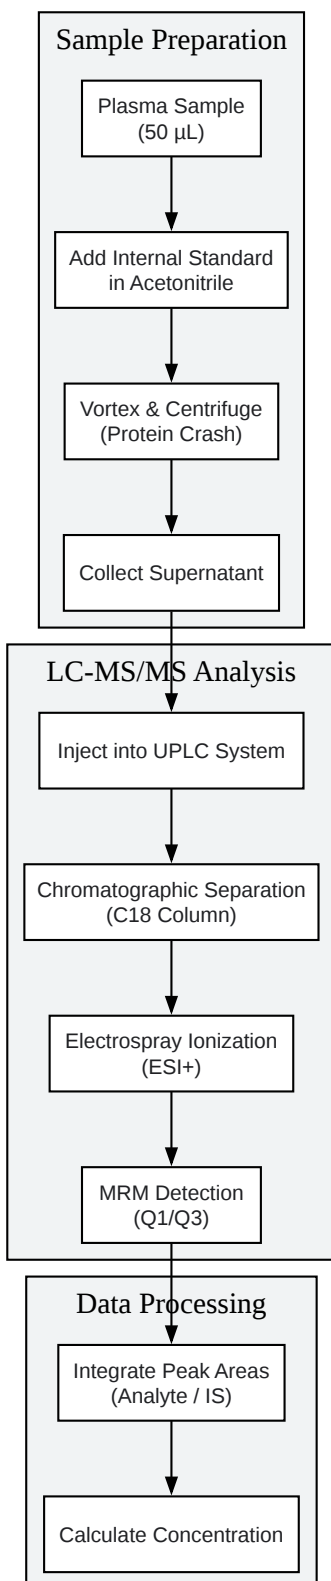 Sample Preparation
Plasma Sample
(50 µL)
Add Internal Standard
in Acetonitrile
Vortex & Centrifuge
(Protein Crash)
Collect Supernatant
LC-MS/MS Analysis
Inject into UPLC System
Chromatographic Separation
(C18 Column)
Electrospray Ionization
(ESI+)
MRM Detection
(Q1/Q3)
Data Processing
Integrate Peak Areas
(Analyte / IS)
Calculate Concentration